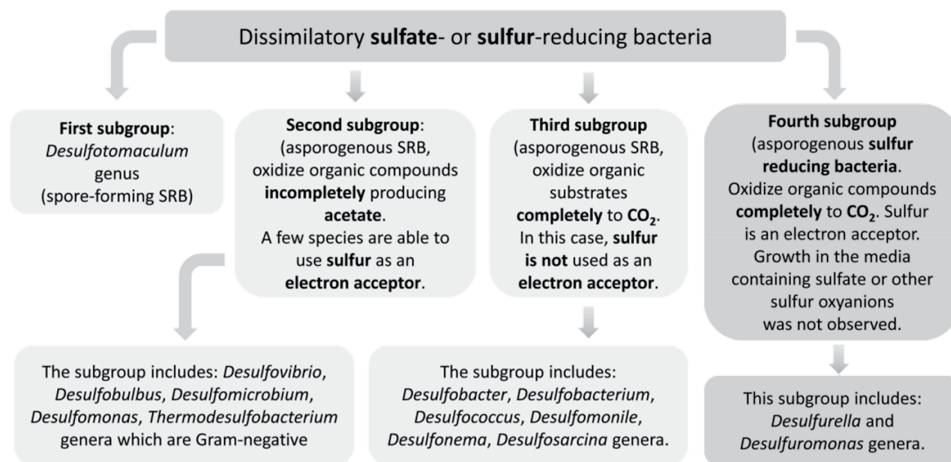 Dissimilatory sulfate- or sulfur-reducing bacteria
First subgroup:
Desulfotomaculum
genus
(spore-forming SRB)
Second subgroup:
(asporogenous SRB,
oxidize organic compounds
incompletely producing
acetate.
A few species are able to
use sulfur as an
electron acceptor.
Third subgroup
(asporogenous SRB,
oxidize organic
substrates
completely to CO₂.
In this case, sulfur
is not used as an
electron acceptor.
Fourth subgroup
(asporogenous sulfur
reducing bacteria.
Oxidize organic compounds
completely to CO₂. Sulfur
is an electron acceptor.
Growth in the media
containing sulfate or other
sulfur oxyanions
was not observed.
The subgroup includes: Desulfovibrio,
Desulfobulbus, Desulfomicrobium,
Desulfomonas, Thermodesulfobacterium
genera which are Gram-negative
The subgroup includes:
Desulfobacter, Desulfobacterium,
Desulfococcus, Desulfomonile,
Desulfonema, Desulfosarcina genera.
This subgroup includes:
Desulfurella and
Desulfuromonas genera.